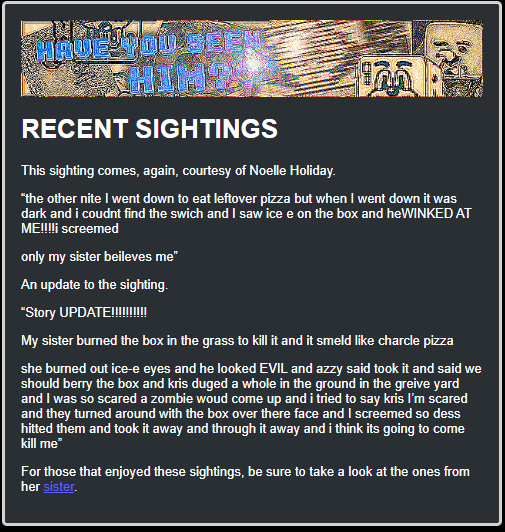 HAVE YOU SEEN
HIM?
RECENT SIGHTINGS
This sighting comes, again, courtesy of Noelle Holiday.
“the other nite I went down to eat leftover pizza but when I went down it was
dark and i coudnt find the swich and I saw ice e on the box and heWINKED AT
ME!!!!i screemed
only my sister beileves me”
An update to the sighting.
“Story UPDATE!!!!!!!!!!
My sister burned the box in the grass to kill it and it smeld like charcle pizza
she burned out ice-e eyes and he looked EVIL and azzy said took it and said we
should berry the box and kris duged a whole in the ground in the greive yard
and I was so scared a zombie woud come up and i tried to say kris I’m scared
and they turned around with the box over there face and I screemed so dess
hitted them and took it away and through it away and i think its going to come
kill me”
For those that enjoyed these sightings, be sure to take a look at the ones from
her sister.